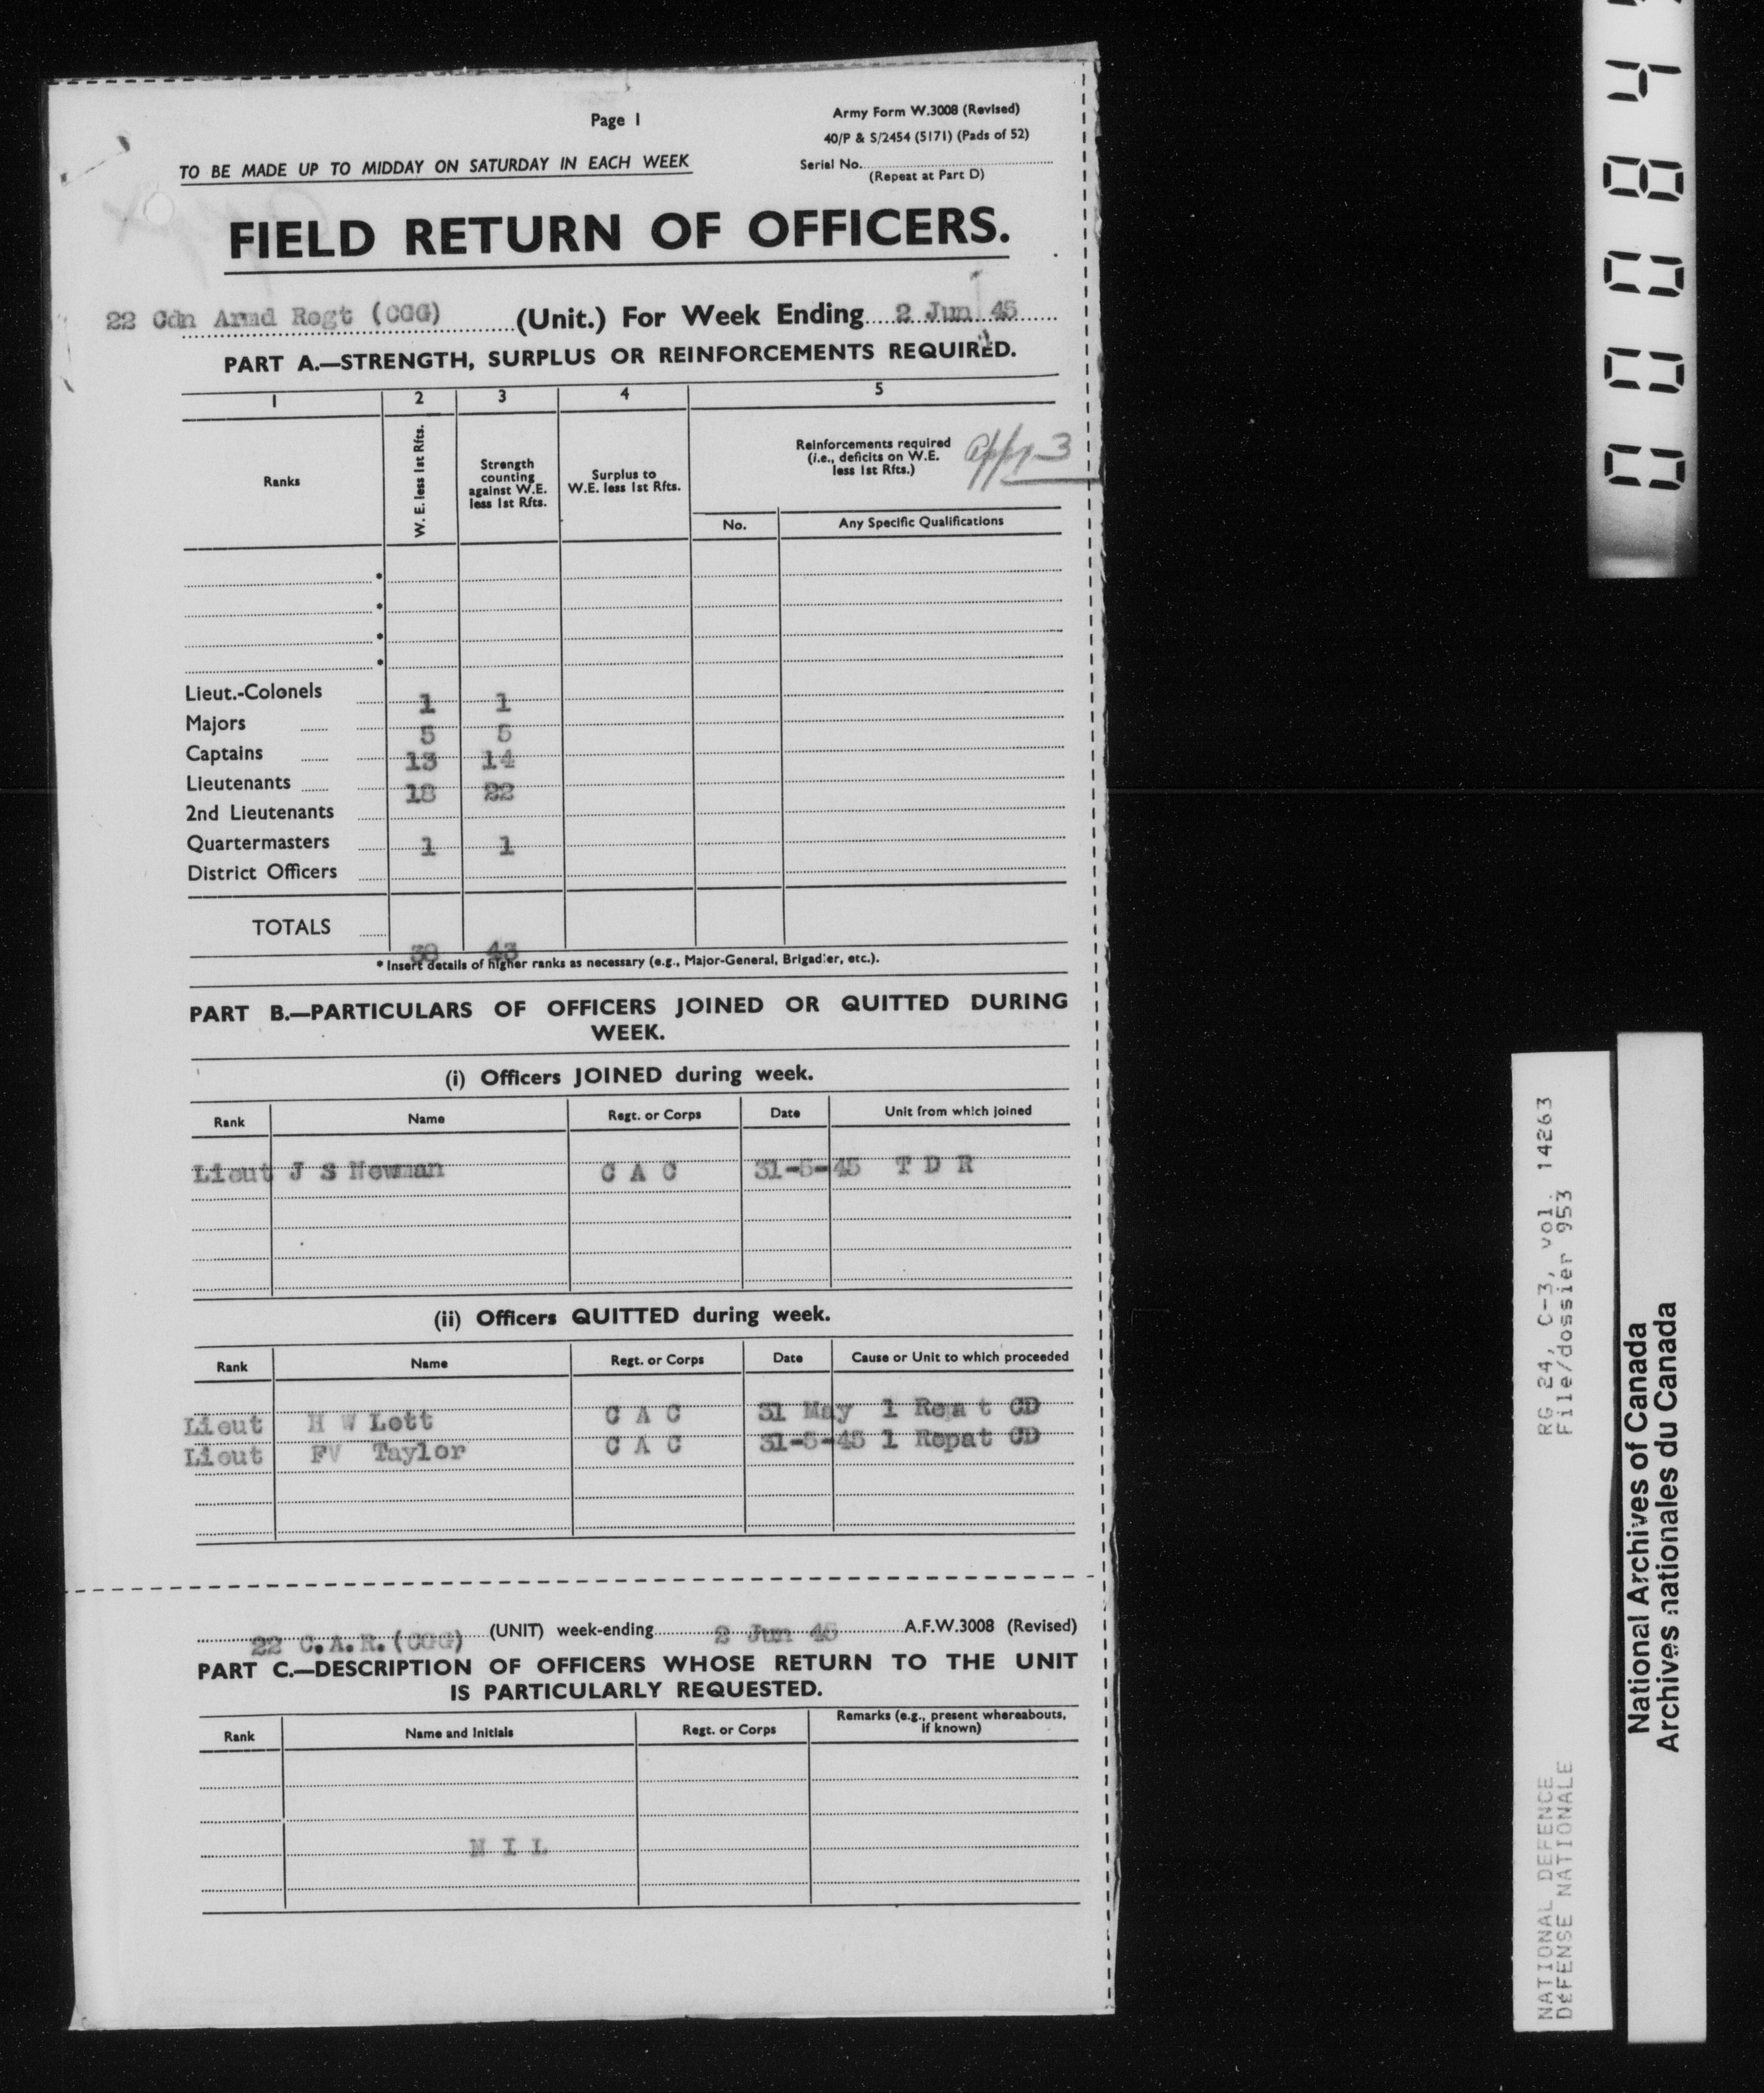 Page 1
Army Form W.3008 (Revised)
40/P & S/2454 (5171) (Pads of 52)
TO BE MADE UP TO MIDDAY ON SATURDAY IN EACH WEEK
Serial No.
(Repeat at Part D)
FIELD RETURN OF OFFICERS.
22 Cdn Armd Regt (CGG) (Unit.) For Week Ending 2 Jun 45
PART A.—STRENGTH, SURPLUS OR REINFORCEMENTS REQUIRED.
1 2 3 4 5
Ranks
W. E. less 1st Rfts.
Strength counting against W.E. less 1st Rfts.
Surplus to W.E. less 1st Rfts.
Reinforcements required (i.e., deficits on W.E. less 1st Rfts.)
3
No. Any Specific Qualifications
Lieut.-Colonels 1 1
Majors 5 5
Captains 13 14
Lieutenants 18 22
2nd Lieutenants
Quartermasters 1 1
District Officers
TOTALS 43
* Insert details of higher ranks as necessary (e.g., Major-General, Brigadier, etc.).
PART B.—PARTICULARS OF OFFICERS JOINED OR QUITTED DURING
WEEK.
(i) Officers JOINED during week.
Rank Name Regt. or Corps Date Unit from which joined
Lieut J S Newman C A C 31-5-45 T D R
(ii) Officers QUITTED during week.
Rank Name Regt. or Corps Date Cause or Unit to which proceeded
Lieut H W Lott C A C 31 May 1 Repa t CD
Lieut FV Taylor C A C 31-5-45 1 Repat CD
22 C.A.R.(CGG) (UNIT) week-ending 2 Jun 45 A.F.W.3008 (Revised)
PART C.—DESCRIPTION OF OFFICERS WHOSE RETURN TO THE UNIT
IS PARTICULARLY REQUESTED.
Rank Name and Initials Regt. or Corps Remarks (e.g., present whereabouts, if known)
N I L
RG 24, C-3, vol. 14263
File/dossier 953
NATIONAL DEFENCE
DÉFENSE NATIONALE
National Archives of Canada
Archives nationales du Canada